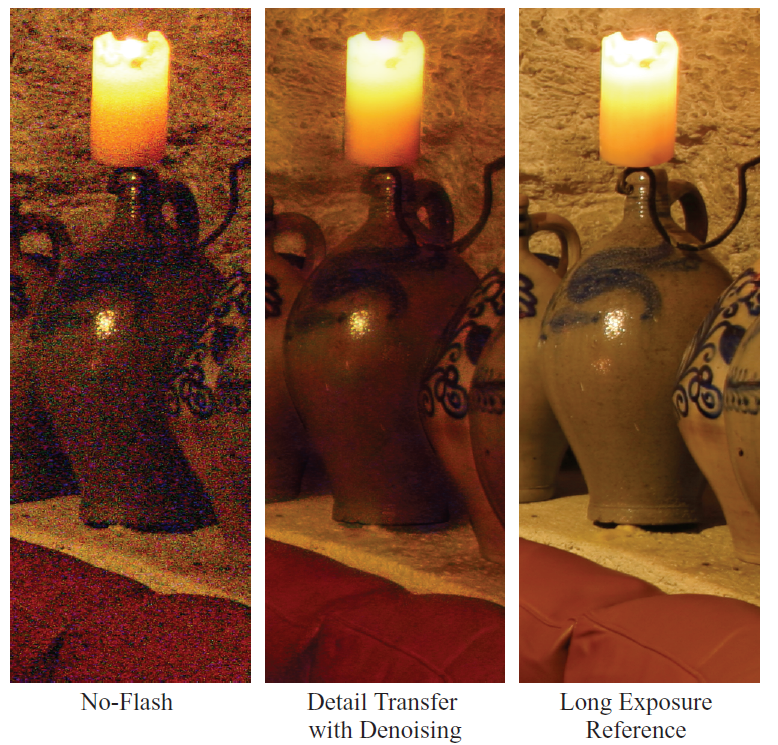 No-Flash
Detail Transfer
with Denoising
Long Exposure
Reference